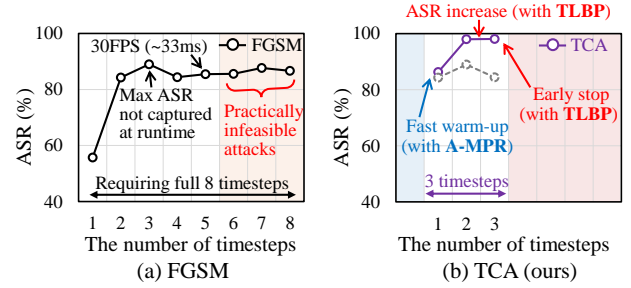 100
80
60
40
ASR (%)
30FPS (~33ms)
FGSM
Max ASR
not captured
at runtime
Practically
infeasible
attacks
Requiring full 8 timesteps
1 2 3 4 5 6 7 8
The number of timesteps
(a) FGSM
ASR increase (with TLBP)
100
80
60
40
ASR (%)
TCA
Fast warm-up
(with A-MPR)
Early stop
(with TLBP)
3 timesteps
1 2 3
The number of timesteps
(b) TCA (ours)